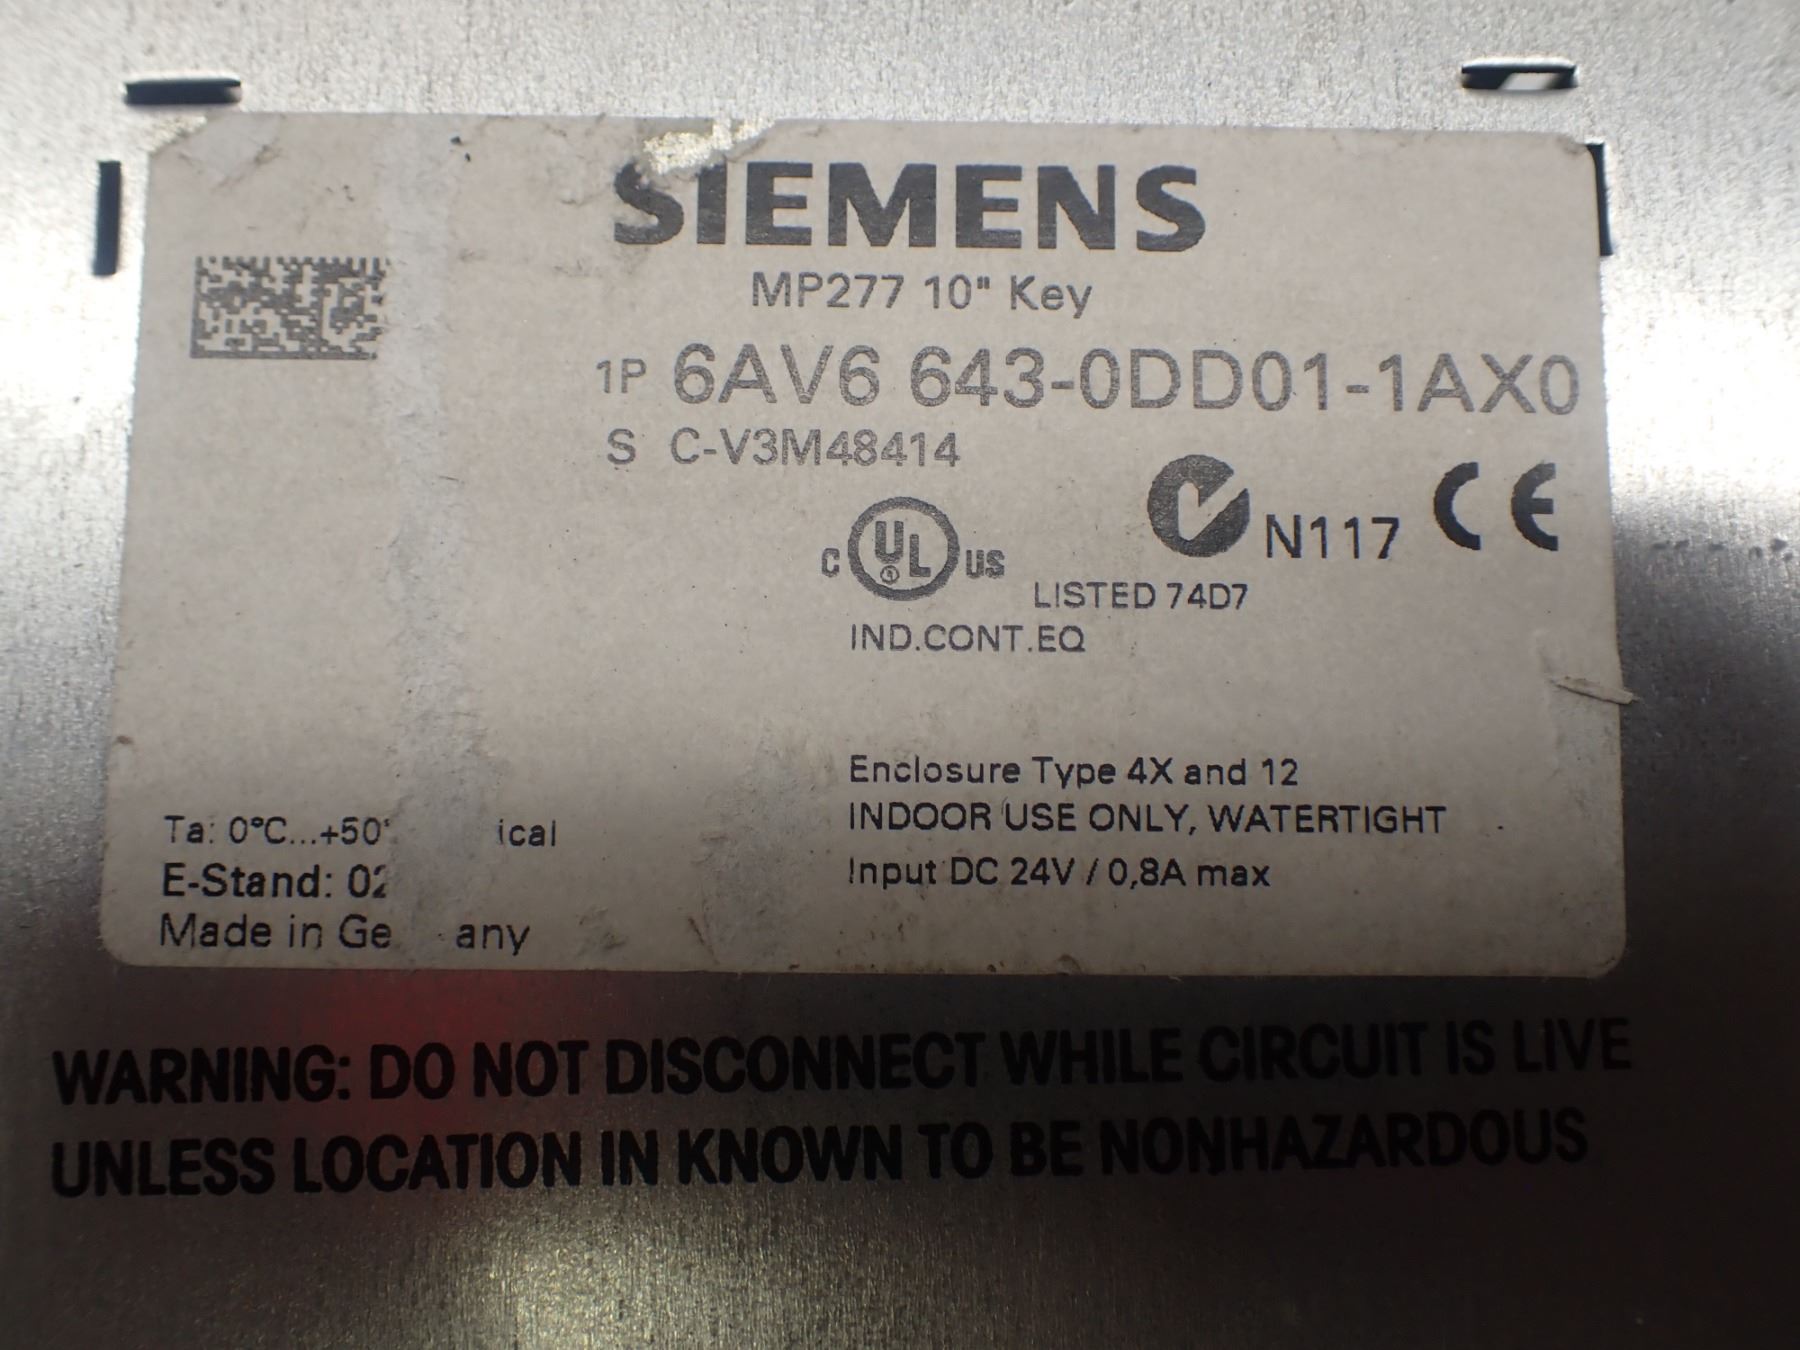 SIEMENS
MP277 10" Key
1P 6AV6 643-0DD01-1AX0
S C-V3M48414
N117 CE
C UL US
LISTED 74D7
IND.CONT.EQ
Enclosure Type 4X and 12
INDOOR USE ONLY, WATERTIGHT
Input DC 24V / 0,8A max
Ta: 0°C...+50° ical
E-Stand: 02
Made in Ge any
WARNING: DO NOT DISCONNECT WHILE CIRCUIT IS LIVE
UNLESS LOCATION IN KNOWN TO BE NONHAZARDOUS